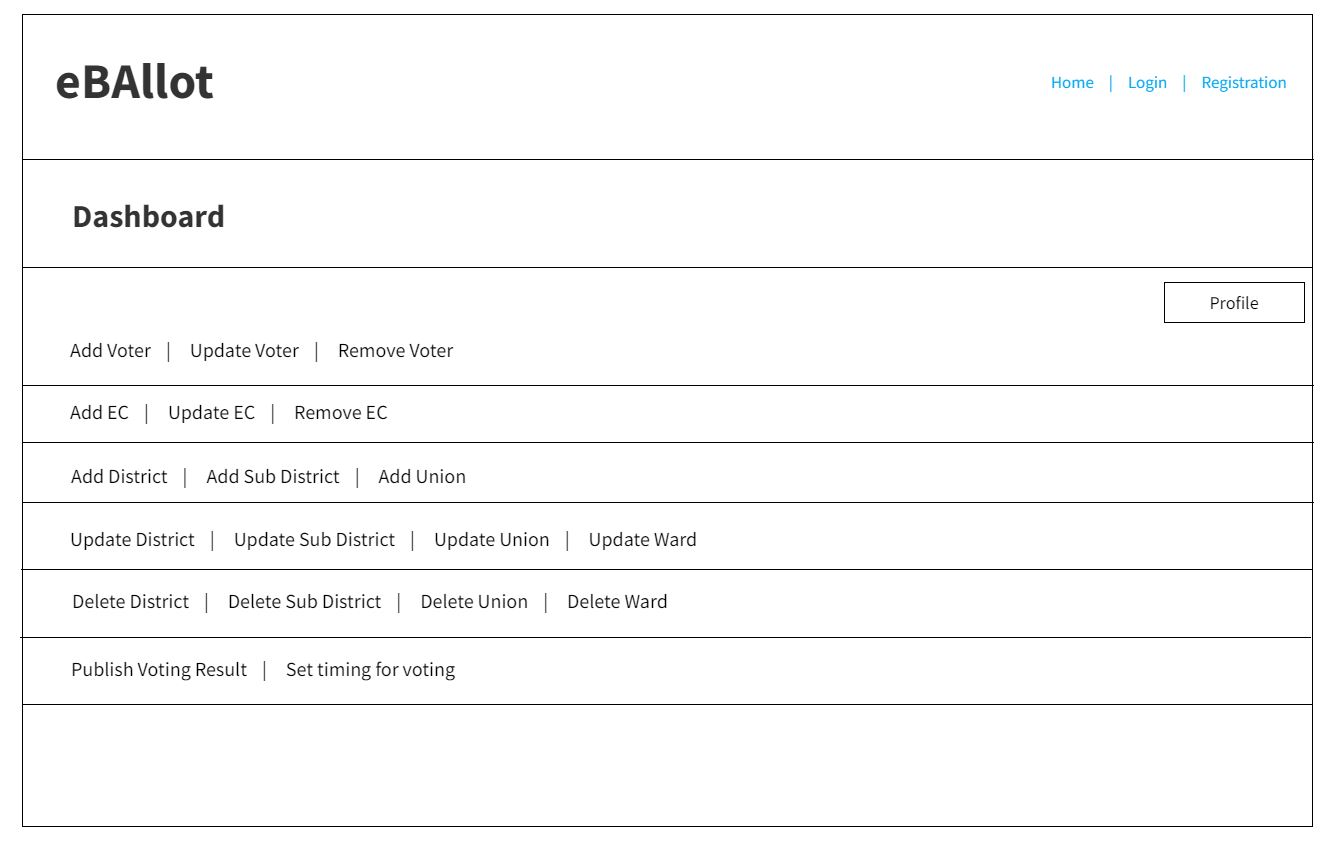 eBAllot
Home | Login | Registration
Dashboard
Profile
Add Voter | Update Voter | Remove Voter
Add EC | Update EC | Remove EC
Add District | Add Sub District | Add Union
Update District | Update Sub District | Update Union | Update Ward
Delete District | Delete Sub District | Delete Union | Delete Ward
Publish Voting Result | Set timing for voting